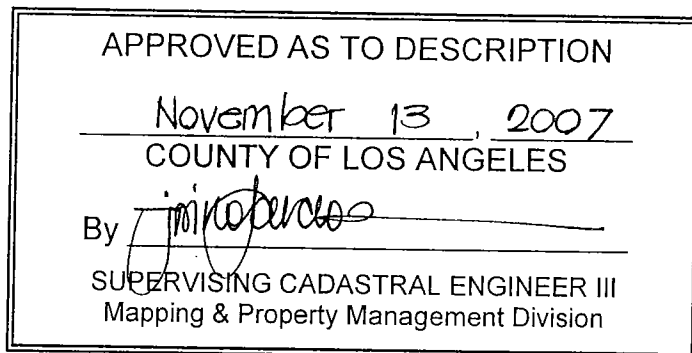 APPROVED AS TO DESCRIPTION
November 13, 2007
COUNTY OF LOS ANGELES
By
SUPERVISING CADASTRAL ENGINEER III
Mapping & Property Management Division